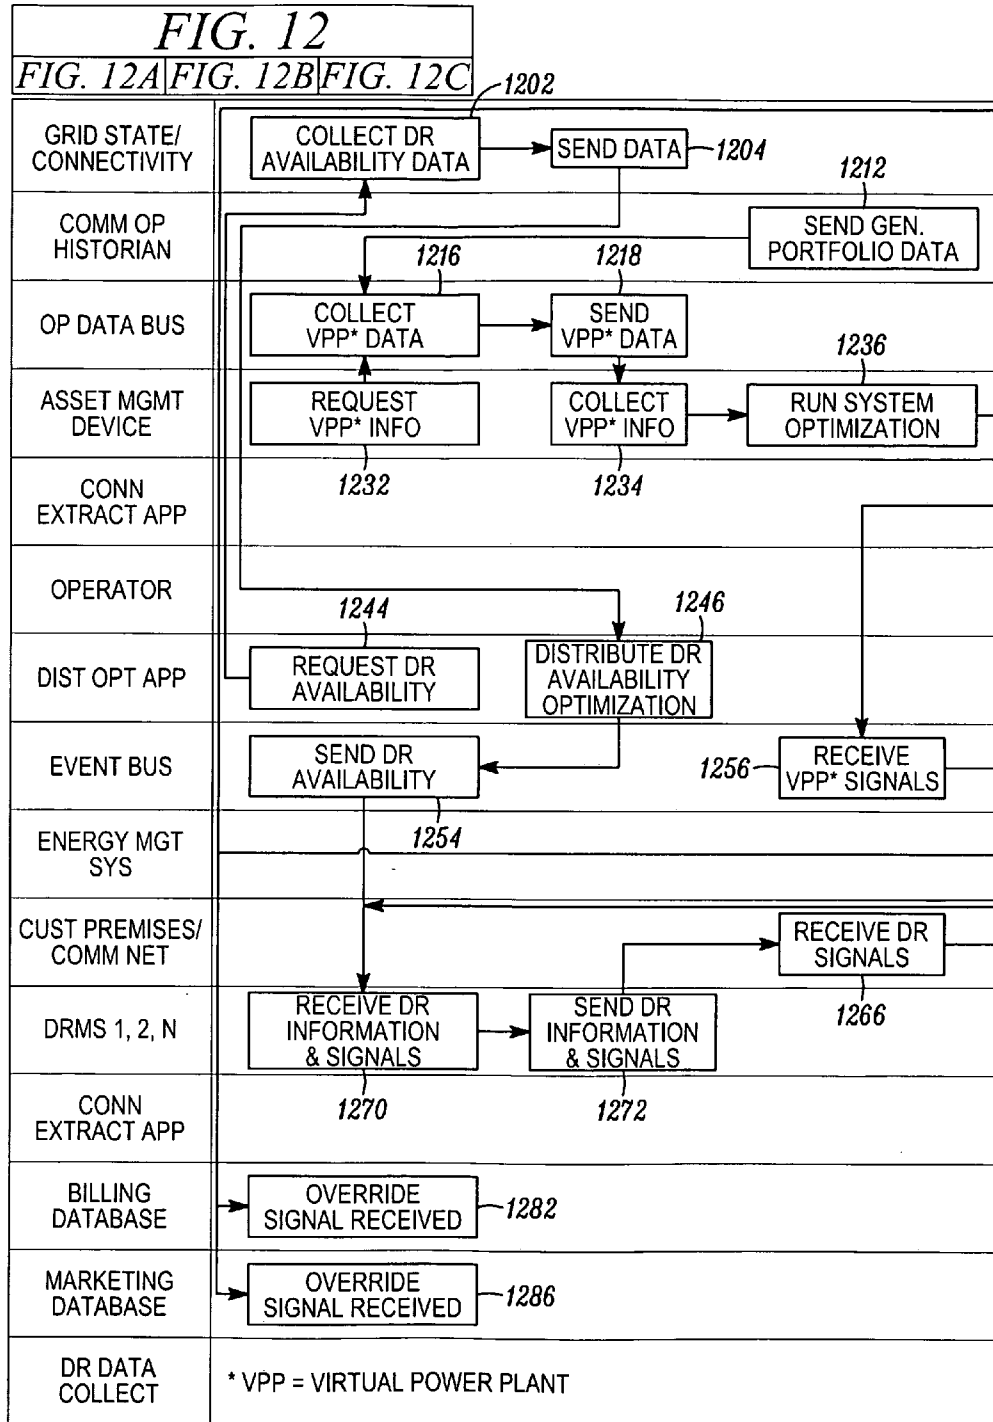 FIG. 12
FIG. 12A FIG. 12B FIG. 12C
1202
GRID STATE/
CONNECTIVITY
COLLECT DR
AVAILABILITY DATA
SEND DATA
1204
1212
COMM OP
HISTORIAN
SEND GEN.
PORTFOLIO DATA
1216
1218
OP DATA BUS
COLLECT
VPP* DATA
SEND
VPP* DATA
1236
ASSET MGMT
DEVICE
REQUEST
VPP* INFO
COLLECT
VPP* INFO
RUN SYSTEM
OPTIMIZATION
1232
1234
CONN
EXTRACT APP
OPERATOR
1244
1246
DIST OPT APP
REQUEST DR
AVAILABILITY
DISTRIBUTE DR
AVAILABILITY
OPTIMIZATION
EVENT BUS
SEND DR
AVAILABILITY
1256
RECEIVE
VPP* SIGNALS
1254
ENERGY MGT
SYS
CUST PREMISES/
COMM NET
RECEIVE DR
SIGNALS
1266
DRMS 1, 2, N
RECEIVE DR
INFORMATION
& SIGNALS
SEND DR
INFORMATION
& SIGNALS
1270
1272
CONN
EXTRACT APP
BILLING
DATABASE
OVERRIDE
SIGNAL RECEIVED
1282
MARKETING
DATABASE
OVERRIDE
SIGNAL RECEIVED
1286
DR DATA
COLLECT
* VPP = VIRTUAL POWER PLANT